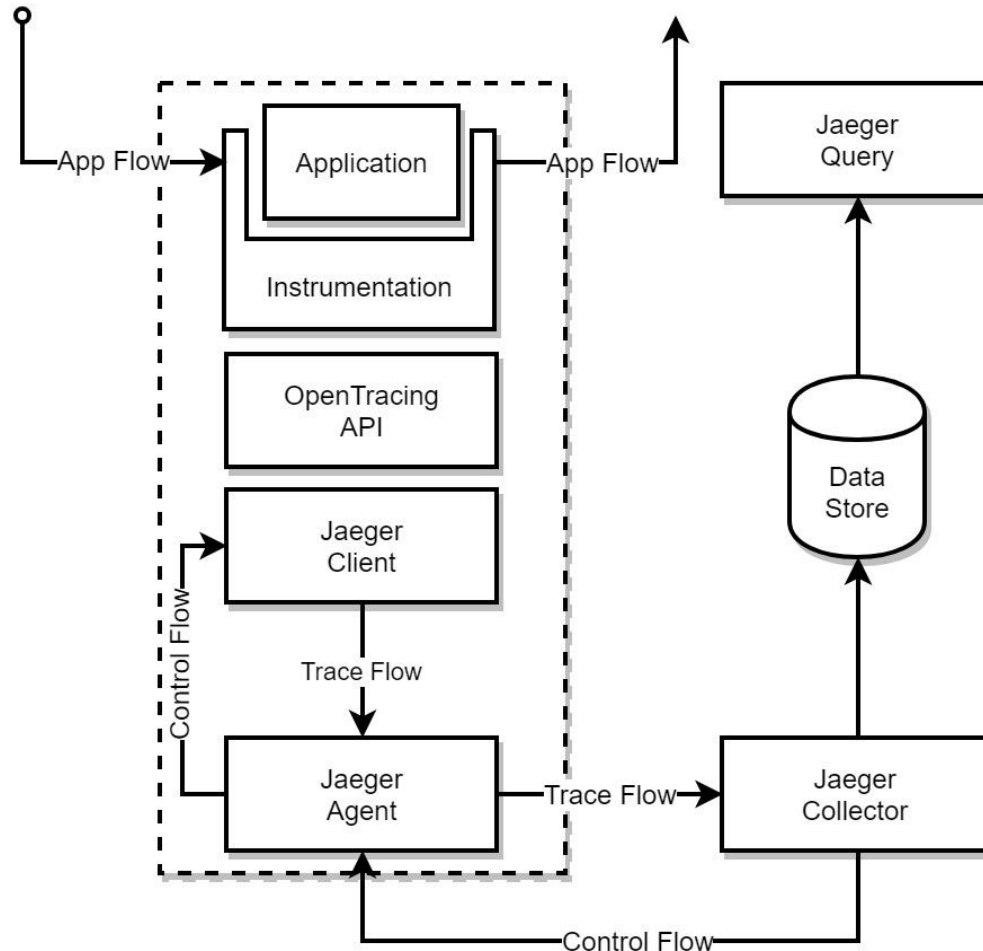 App Flow
Application
App Flow
Jaeger
Query
Instrumentation
OpenTracing
API
Data
Store
Jaeger
Client
Control Flow
Trace Flow
Jaeger
Agent
Trace Flow
Jaeger
Collector
Control Flow